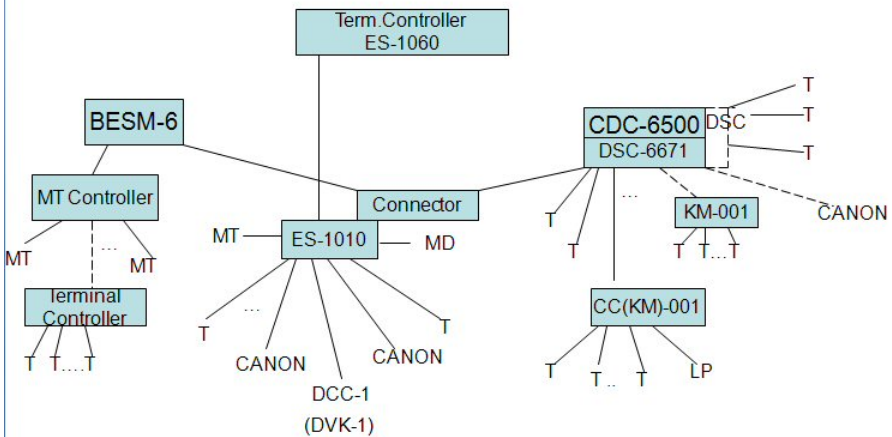 Term.Controller
ES-1060
BESM-6
CDC-6500
DSC
T
T
T
DSC-6671
MT Controller
Connector
...
KM-001
CANON
T
T
T
T...T
MT
ES-1010
MD
MT
...
MT
Terminal
Controller
CC(KM)-001
T
...
T
T
T....T
CANON
CANON
T
T ..
T
LP
DCC-1
(DVK-1)